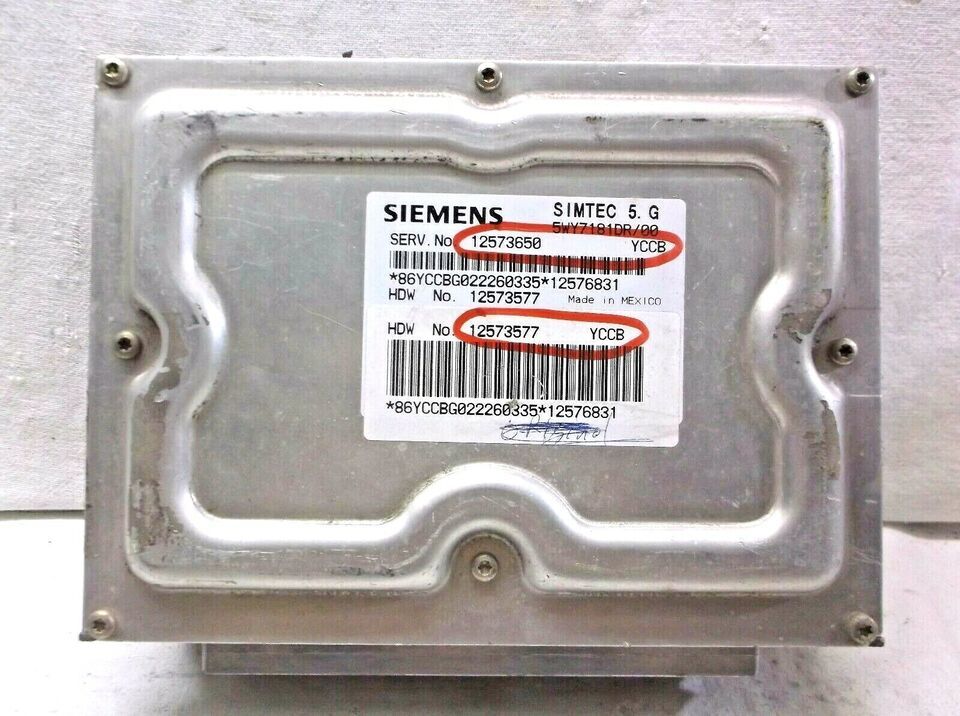 SIEMENS SIMTEC 5. G
5WY7181DR/00
SERV. No. 12573650 YCCB
*86YCCBG022260335*12576831
HDW No. 12573577 Made in MEXICO
HDW No. 12573577 YCCB
*86YCCBG022260335*12576831